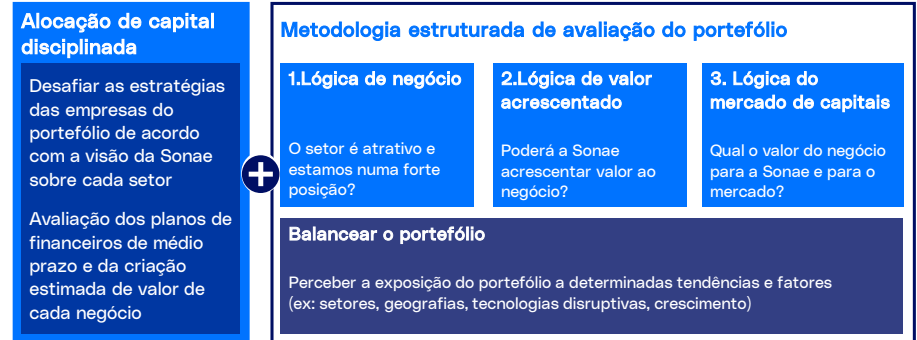 Alocação de capital
disciplinada
Desafiar as estratégias
das empresas do
portefólio de acordo
com a visão da Sonae
sobre cada setor
Avaliação dos planos de
financeiros de médio
prazo e da criação
estimada de valor de
cada negócio
+
Metodologia estruturada de avaliação do portefólio
1.Lógica de negócio
O setor é atrativo e
estamos numa forte
posição?
2.Lógica de valor
acrescentado
Poderá a Sonae
acrescentar valor ao
negócio?
3. Lógica do
mercado de capitais
Qual o valor do negócio
para a Sonae e para o
mercado?
Balancear o portefólio
Perceber a exposição do portefólio a determinadas tendências e fatores
(ex: setores, geografias, tecnologias disruptivas, crescimento)